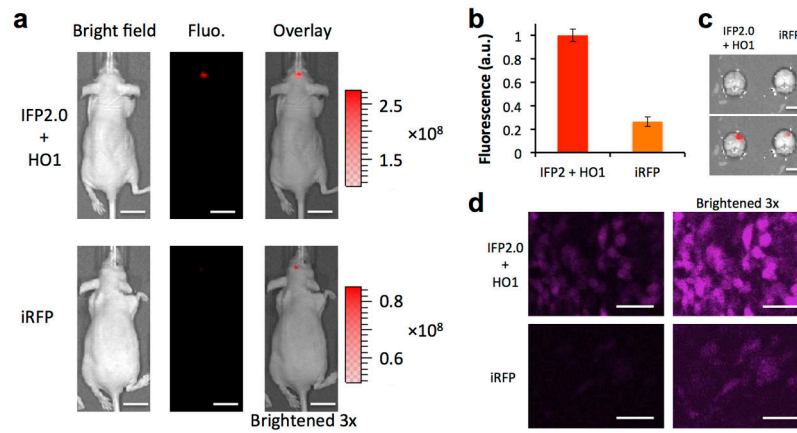 a
Bright field Fluo. Overlay
IFP2.0
+
HO1
2.5
×10⁸
1.5
iRFP
0.8
×10⁸
0.6
Brightened 3x
b
Fluorescence (a.u.)
1
0.8
0.6
0.4
0.2
0
IFP2 + HO1 iRFP
c
IFP2.0
+ HO1
iRFP
d
Brightened 3x
IFP2.0
+
HO1
iRFP